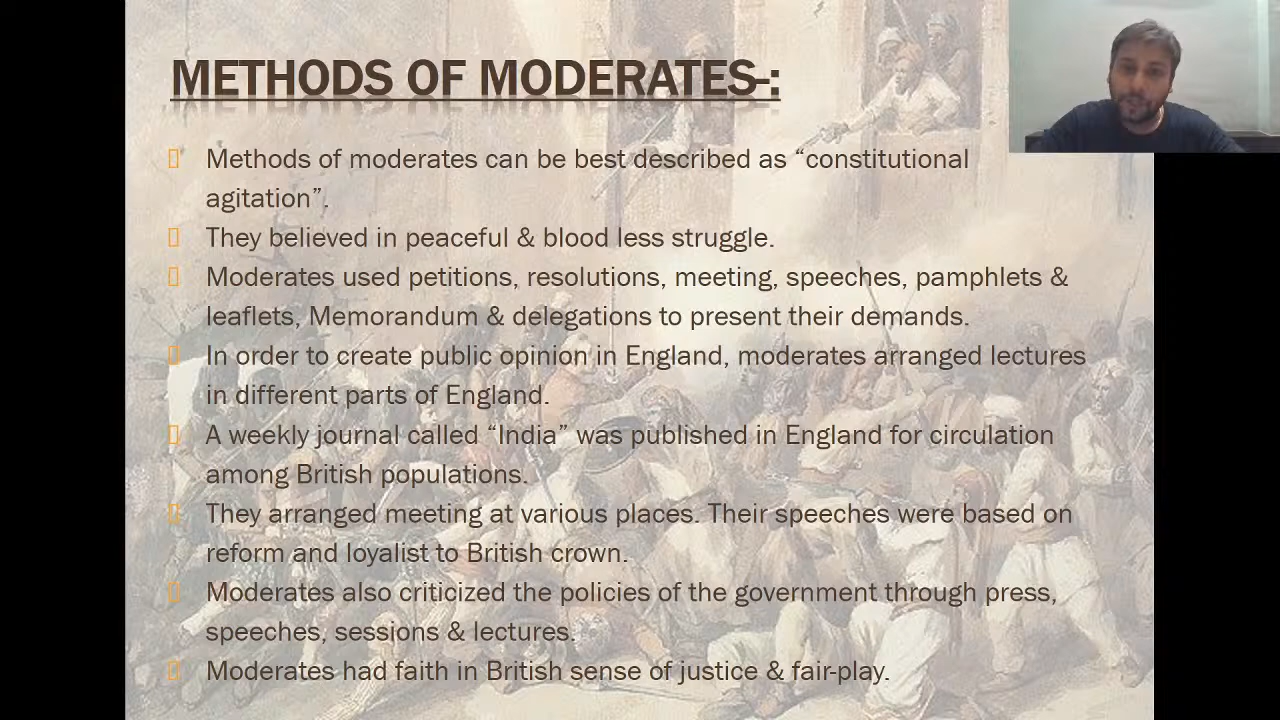 METHODS OF MODERATES-:
Methods of moderates can be best described as “constitutional
agitation”.
They believed in peaceful & blood less struggle.
Moderates used petitions, resolutions, meeting, speeches, pamphlets &
leaflets, Memorandum & delegations to present their demands.
In order to create public opinion in England, moderates arranged lectures
in different parts of England.
A weekly journal called “India” was published in England for circulation
among British populations.
They arranged meeting at various places. Their speeches were based on
reform and loyalist to British crown.
Moderates also criticized the policies of the government through press,
speeches, sessions & lectures.
Moderates had faith in British sense of justice & fair-play.